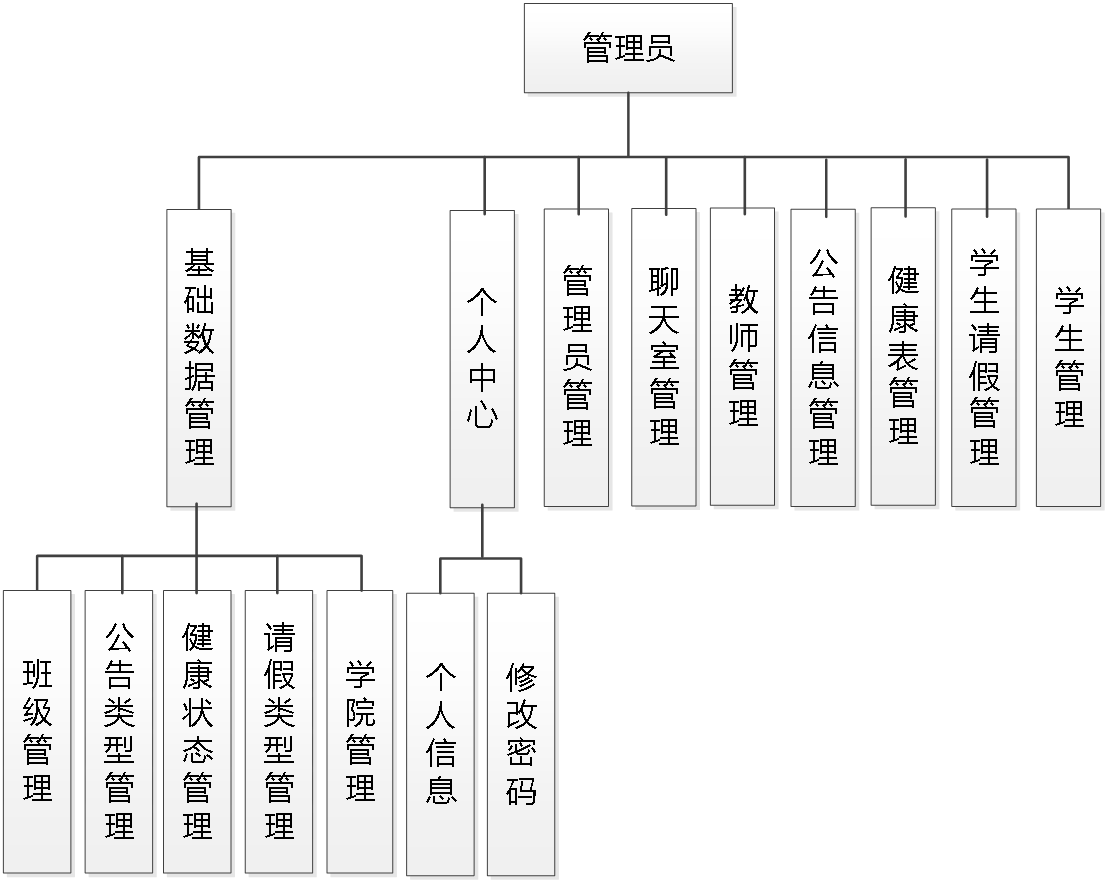 管理员
基础数据管理
个人中心
管理员管理
聊天室管理
教师管理
公告信息管理
健康表管理
学生请假管理
学生管理
班级管理
公告类型管理
健康状态管理
请假类型管理
学院管理
个人信息
修改密码